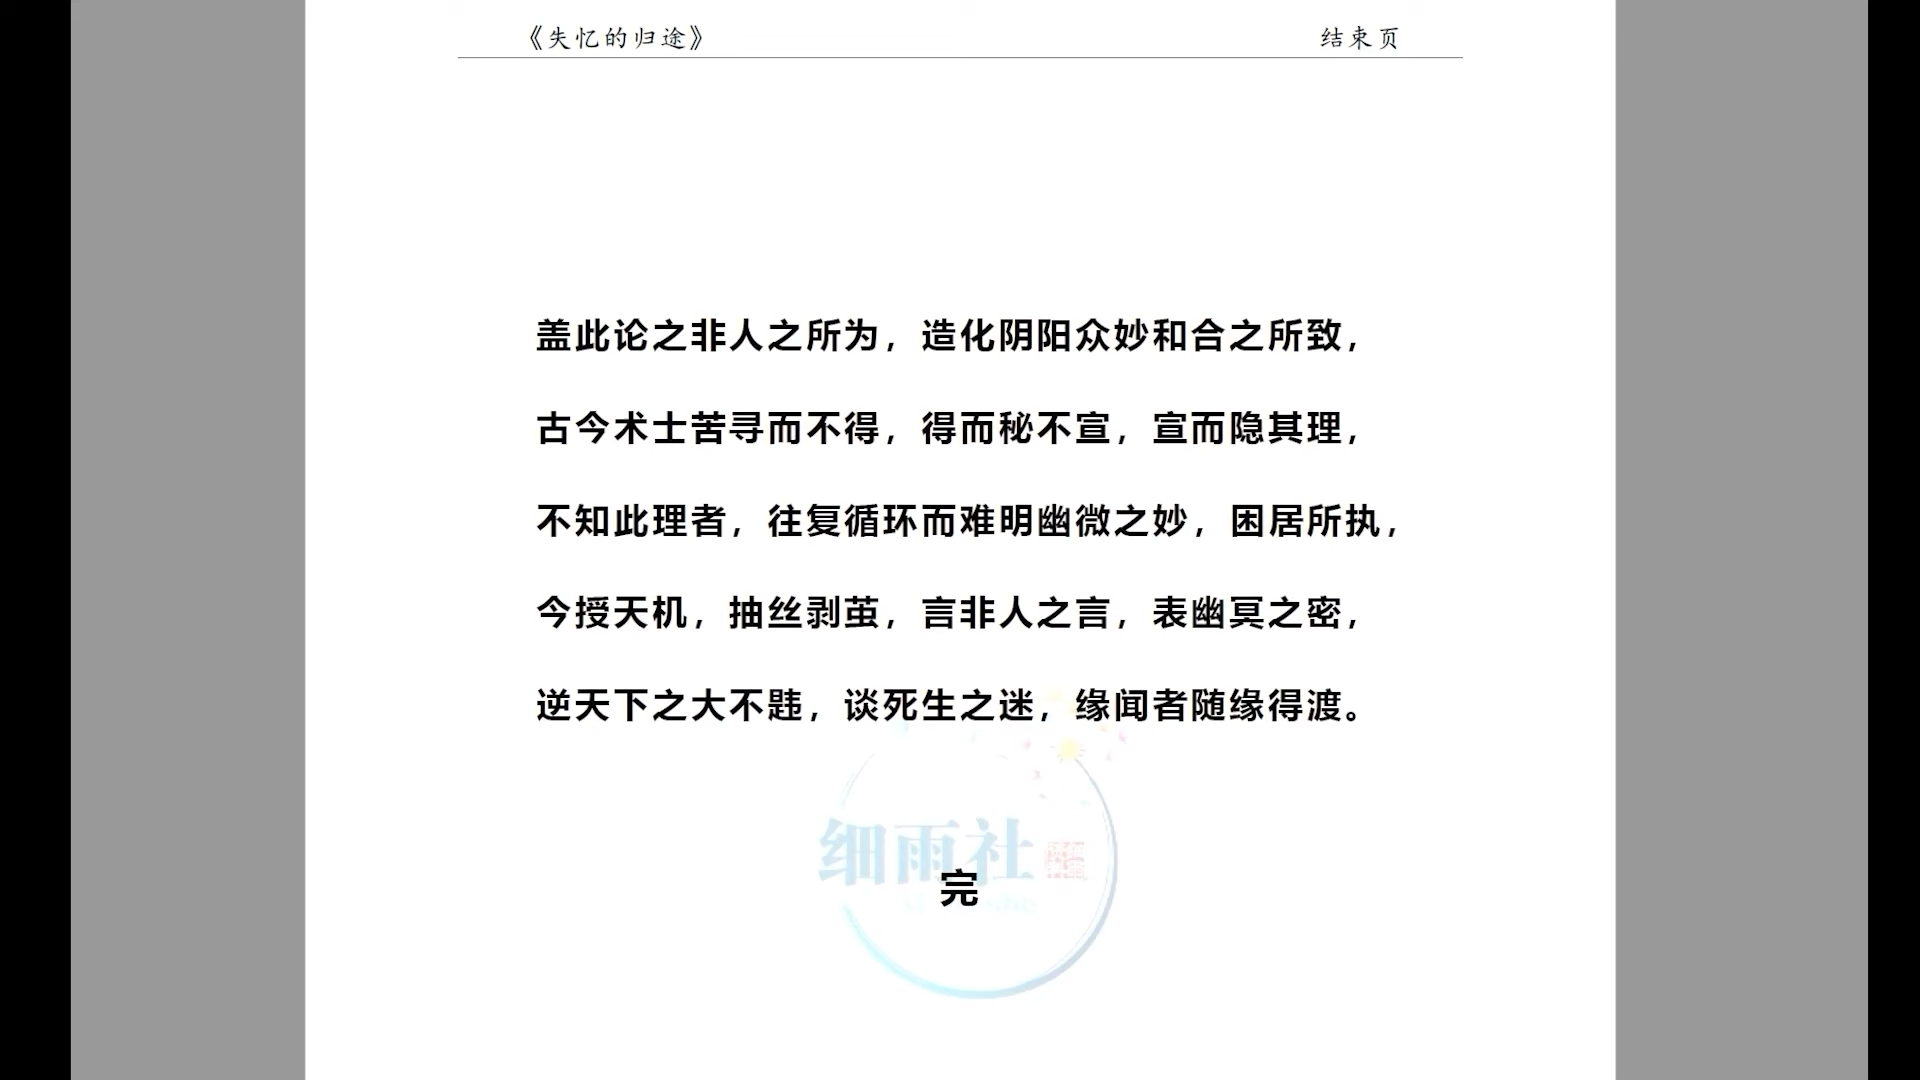 《失忆的归途》
结束页
盖此论之非人之所为，造化阴阳众妙和合之所致，
古今术士苦寻而不得，得而秘不宣，宣而隐其理，
不知此理者，往复循环而难明幽微之妙，困居所执，
今授天机，抽丝剥茧，言非人之言，表幽冥之密，
逆天下之大不韪，谈死生之迷，缘闻者随缘得渡。
细雨社
完